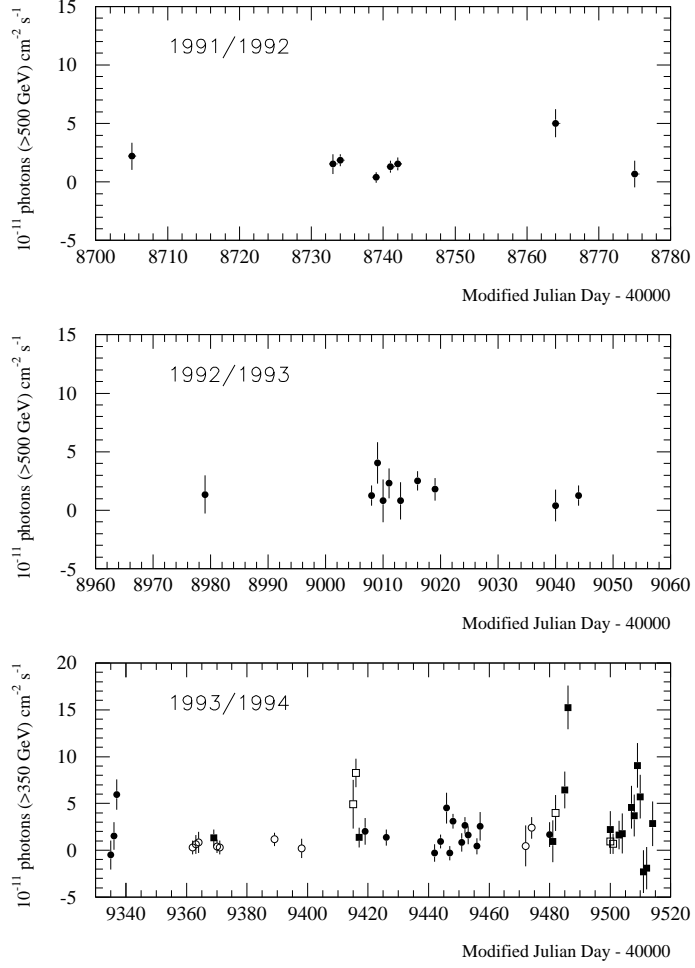 1991/1992
10⁻¹¹ photons (>500 GeV) cm⁻² s⁻¹
15
10
5
0
-5
8700 8710 8720 8730 8740 8750 8760 8770 8780
Modified Julian Day - 40000
1992/1993
10⁻¹¹ photons (>500 GeV) cm⁻² s⁻¹
15
10
5
0
-5
8960 8970 8980 8990 9000 9010 9020 9030 9040 9050 9060
Modified Julian Day - 40000
1993/1994
10⁻¹¹ photons (>350 GeV) cm⁻² s⁻¹
20
15
10
5
0
-5
9340 9360 9380 9400 9420 9440 9460 9480 9500 9520
Modified Julian Day - 40000